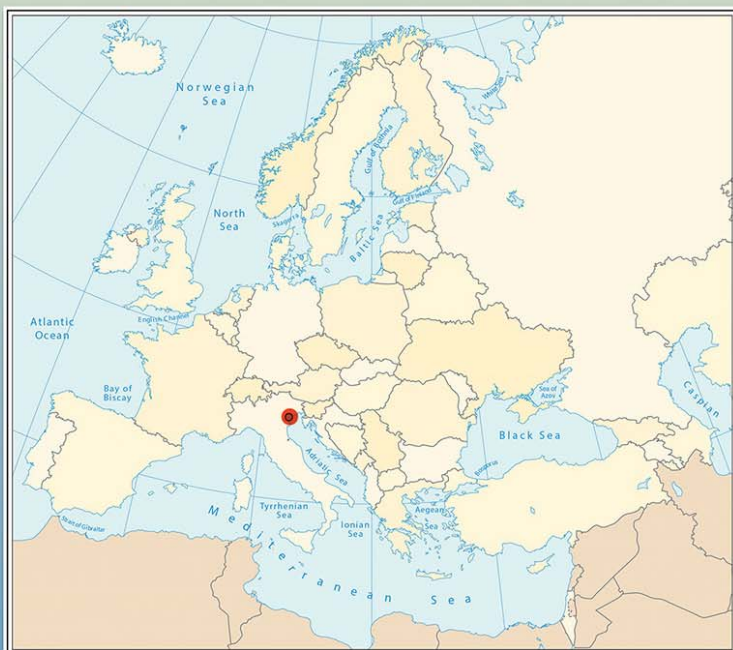 Norwegian
Sea
White Sea
Gulf of Bothnia
Gulf of Finland
North
Sea
Skagerrak
Baltic Sea
Atlantic
Ocean
English Channel
Bay of
Biscay
Sea of
Azov
Caspian
Black Sea
Adriatic Sea
Bosporus
Tyrrhenian
Sea
Aegean
Sea
Ionian
Sea
Strait of Gibraltar
Mediterranean Sea